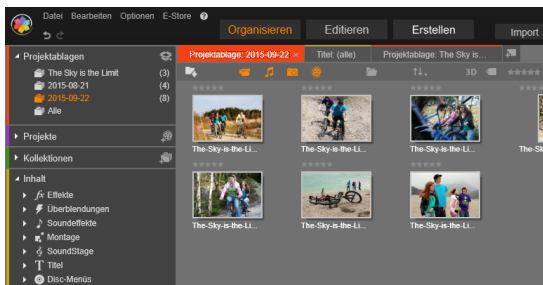 Datei Bearbeiten Optionen E-Store
Organisieren Editieren Erstellen Import
Projektablagen
The Sky is the Limit (3)
2015-08-21 (4)
2015-09-22 (8)
Alle
Projekte
Kollektionen
Inhalt
fx Effekte
Überblendungen
Soundeffekte
Montage
SoundStage
T Titel
Disc-Menüs
Projektablage: 2015-09-22 × Titel: (alle) Projektablage: The Sky is...
3D
The-Sky-is-the-Li... The-Sky-is-the-Li... The-Sky-is-the-Li... The-Sk
The-Sky-is-the-Li... The-Sky-is-the-Li... The-Sky-is-the-Li...